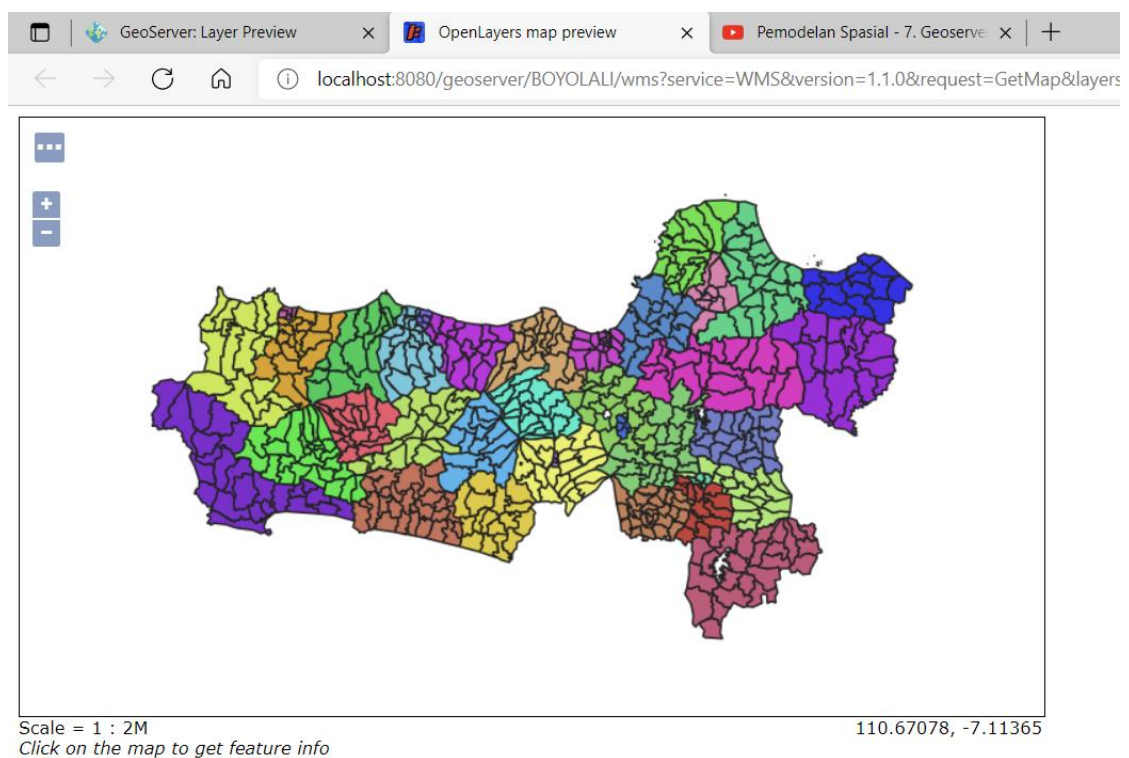 GeoServer: Layer Preview
OpenLayers map preview
Pemodelan Spasial - 7. Geoserve
localhost:8080/geoserver/BOYOLALI/wms?service=WMS&version=1.1.0&request=GetMap&layers
+
−
Scale = 1 : 2M
110.67078, -7.11365
Click on the map to get feature info